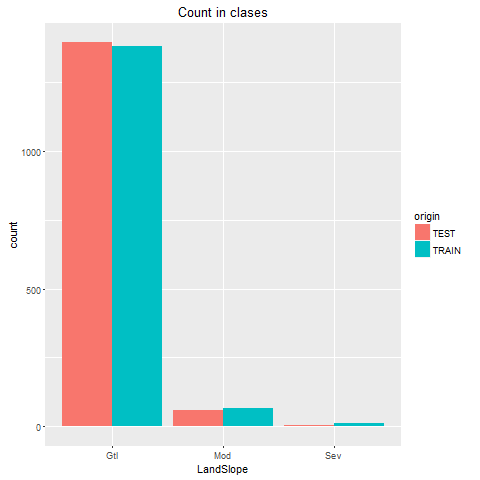 Count in clases
1000
500
0
count
Gtl Mod Sev
LandSlope
origin
TEST
TRAIN